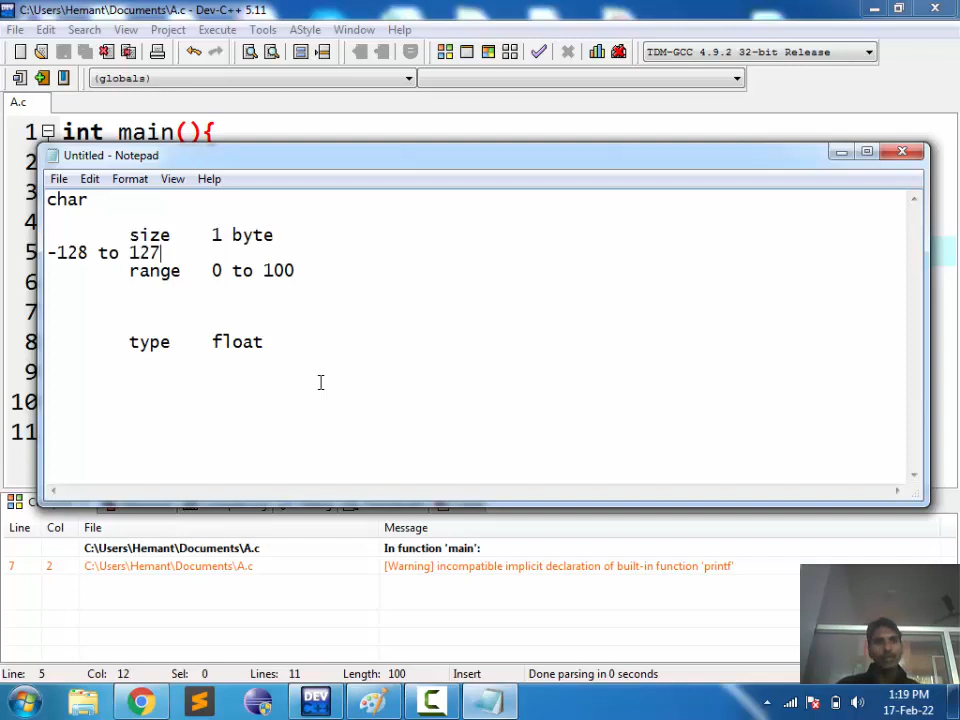 C:\Users\Hemant\Documents\A.c - Dev-C++ 5.11
File Edit Search View Project Execute Tools AStyle Window Help
TDM-GCC 4.9.2 32-bit Release
(globals)
A.c
1 int main(){
2
3
4
5
6
7
8
9
10
11
Untitled - Notepad
File Edit Format View Help
char
size 1 byte
-128 to 127
range 0 to 100
type float
Line Col File Message
C:\Users\Hemant\Documents\A.c In function 'main':
7 2 C:\Users\Hemant\Documents\A.c [Warning] incompatible implicit declaration of built-in function 'printf'
Line: 5 Col: 12 Sel: 0 Lines: 11 Length: 100 Insert Done parsing in 0 seconds
DEV C++
1:19 PM
17-Feb-22